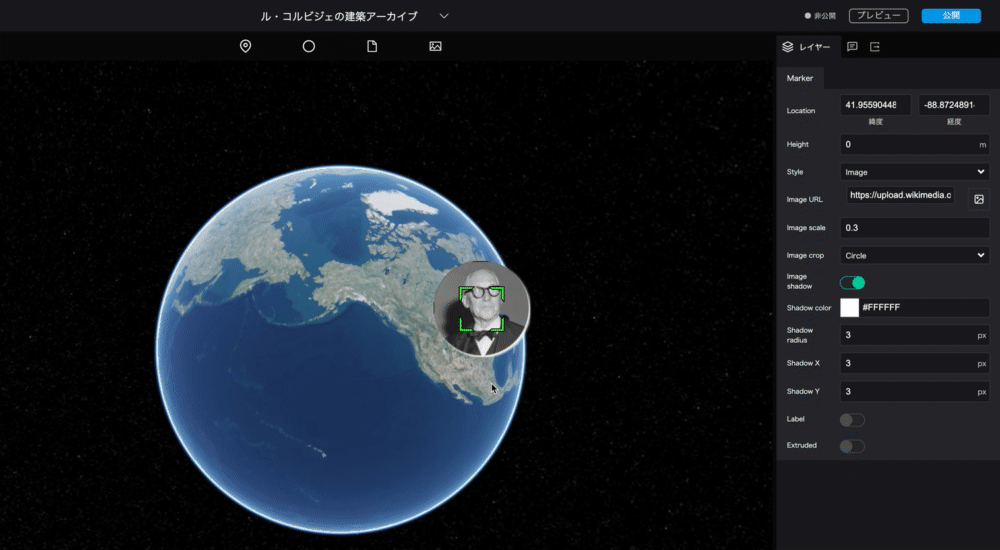 ル・コルビジェの建築アーカイブ
非公開
プレビュー
公開
レイヤー
Marker
Location
41.95590448
-88.8724891
緯度
経度
Height
0
m
Style
Image
Image URL
https://upload.wikimedia.c
Image scale
0.3
Image crop
Circle
Image
shadow
Shadow color
#FFFFFF
Shadow
radius
3
px
Shadow X
3
px
Shadow Y
3
px
Label
Extruded